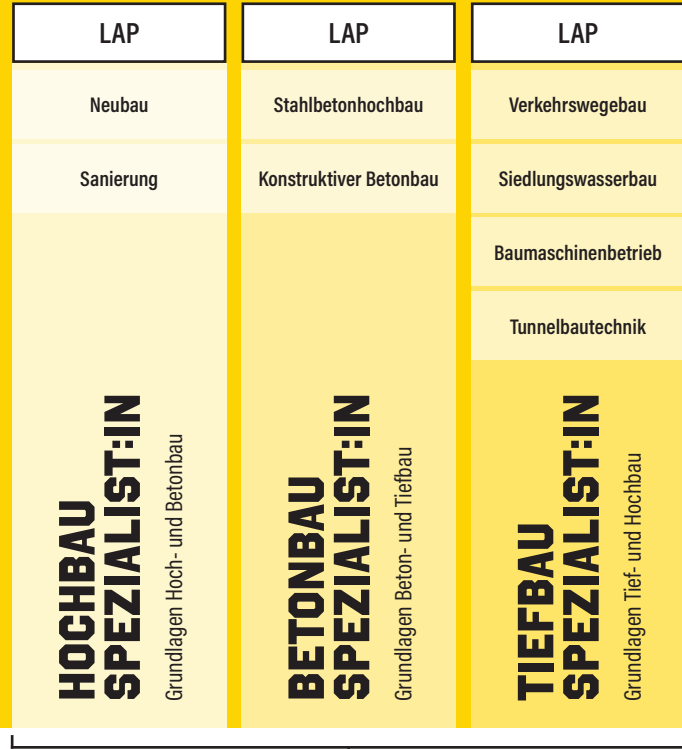 LAP
Neubau
Sanierung
HOCHBAU
SPEZIALIST:IN
Grundlagen Hoch- und Betonbau
LAP
Stahlbetonhochbau
Konstruktiver Betonbau
BETONBAU
SPEZIALIST:IN
Grundlagen Beton- und Tiefbau
LAP
Verkehrswegebau
Siedlungswasserbau
Baumaschinenbetrieb
Tunnelbautechnik
TIEFBAU
SPEZIALIST:IN
Grundlagen Tief- und Hochbau